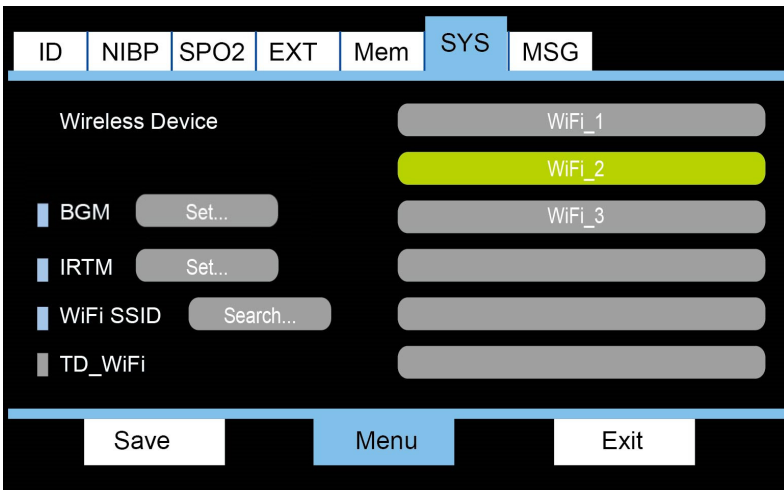 ID NIBP SPO2 EXT Mem SYS MSG
Wireless Device WiFi_1
WiFi_2
BGM Set... WiFi_3
IRTM Set...
WiFi SSID Search...
TD_WiFi
Save Menu Exit